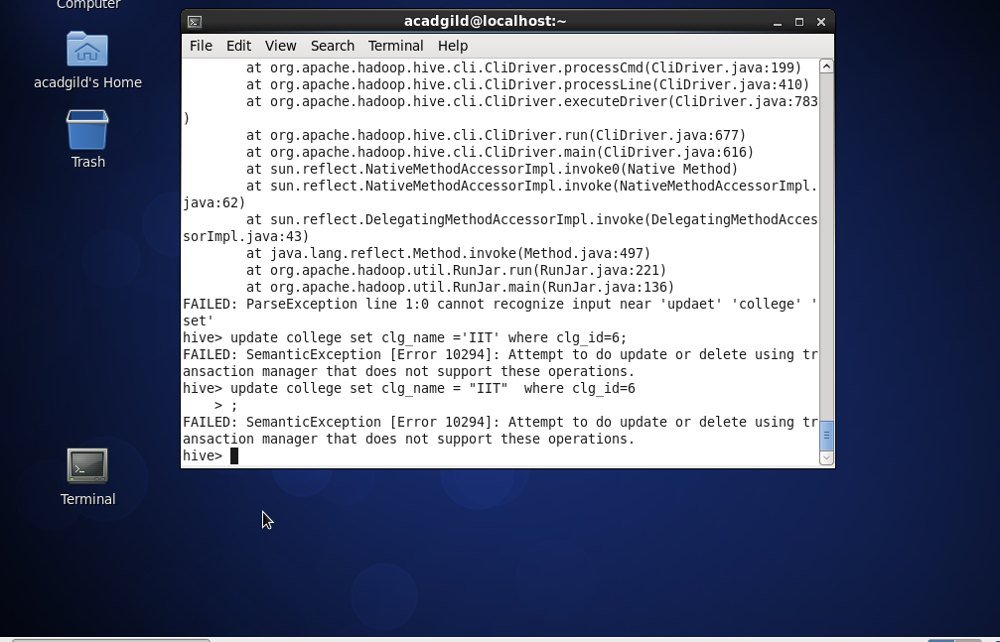 Computer
acadgild's Home
Trash
Terminal
acadgild@localhost:~
File Edit View Search Terminal Help
at org.apache.hadoop.hive.cli.CliDriver.processCmd(CliDriver.java:199)
at org.apache.hadoop.hive.cli.CliDriver.processLine(CliDriver.java:410)
at org.apache.hadoop.hive.cli.CliDriver.executeDriver(CliDriver.java:783
)
at org.apache.hadoop.hive.cli.CliDriver.run(CliDriver.java:677)
at org.apache.hadoop.hive.cli.CliDriver.main(CliDriver.java:616)
at sun.reflect.NativeMethodAccessorImpl.invoke0(Native Method)
at sun.reflect.NativeMethodAccessorImpl.invoke(NativeMethodAccessorImpl.
java:62)
at sun.reflect.DelegatingMethodAccessorImpl.invoke(DelegatingMethodAcces
sorImpl.java:43)
at java.lang.reflect.Method.invoke(Method.java:497)
at org.apache.hadoop.util.RunJar.run(RunJar.java:221)
at org.apache.hadoop.util.RunJar.main(RunJar.java:136)
FAILED: ParseException line 1:0 cannot recognize input near 'updaet' 'college' '
set'
hive> update college set clg_name ='IIT' where clg_id=6;
FAILED: SemanticException [Error 10294]: Attempt to do update or delete using tr
ansaction manager that does not support these operations.
hive> update college set clg_name = "IIT"  where clg_id=6
    > ;
FAILED: SemanticException [Error 10294]: Attempt to do update or delete using tr
ansaction manager that does not support these operations.
hive>